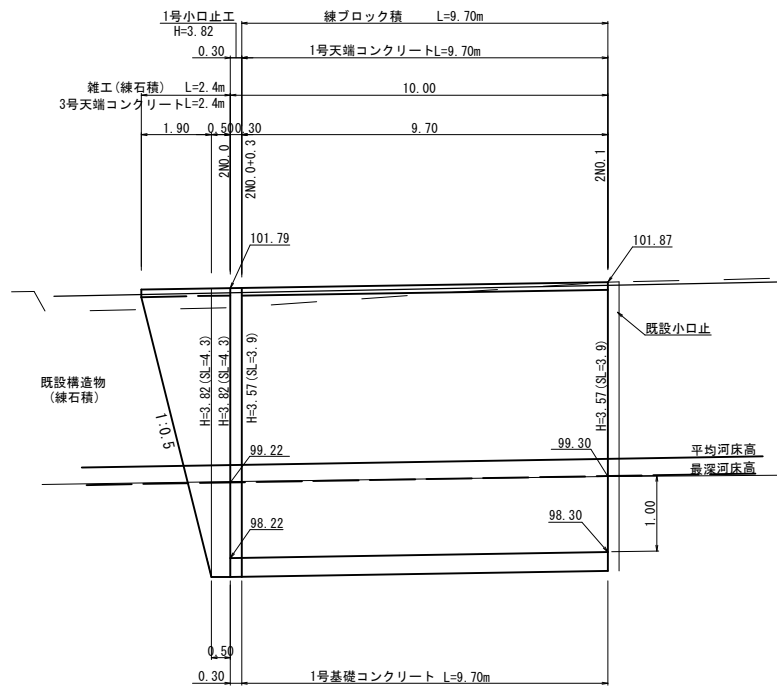 1号小口止工
H=3.82
練ブロック積 L=9.70m
0.30
1号天端コンクリートL=9.70m
雑工(練石積) L=2.4m
3号天端コンクリートL=2.4m
10.00
1.90
0.50
0.30
9.70
2NO.0
2NO.0+0.3
2NO.1
101.79
101.87
既設小口止
既設構造物
(練石積)
1:0.5
H=3.82(SL=4.3)
H=3.82(SL=4.3)
H=3.57(SL=3.9)
H=3.57(SL=3.9)
99.22
99.30
平均河床高
最深河床高
98.22
98.30
1.00
0.50
0.30
1号基礎コンクリート L=9.70m